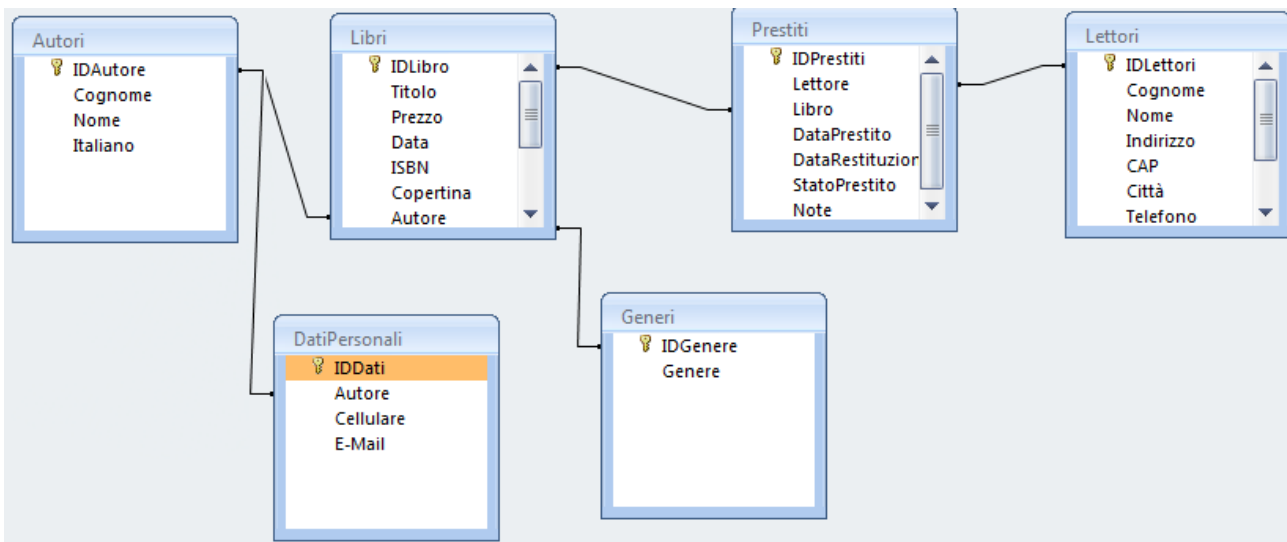 Autori
IDAutore
Cognome
Nome
Italiano
Libri
IDLibro
Titolo
Prezzo
Data
ISBN
Copertina
Autore
Prestiti
IDPrestiti
Lettore
Libro
DataPrestito
DataRestituzion
StatoPrestito
Note
Lettori
IDLettori
Cognome
Nome
Indirizzo
CAP
Città
Telefono
DatiPersonali
IDDati
Autore
Cellulare
E-Mail
Generi
IDGenere
Genere